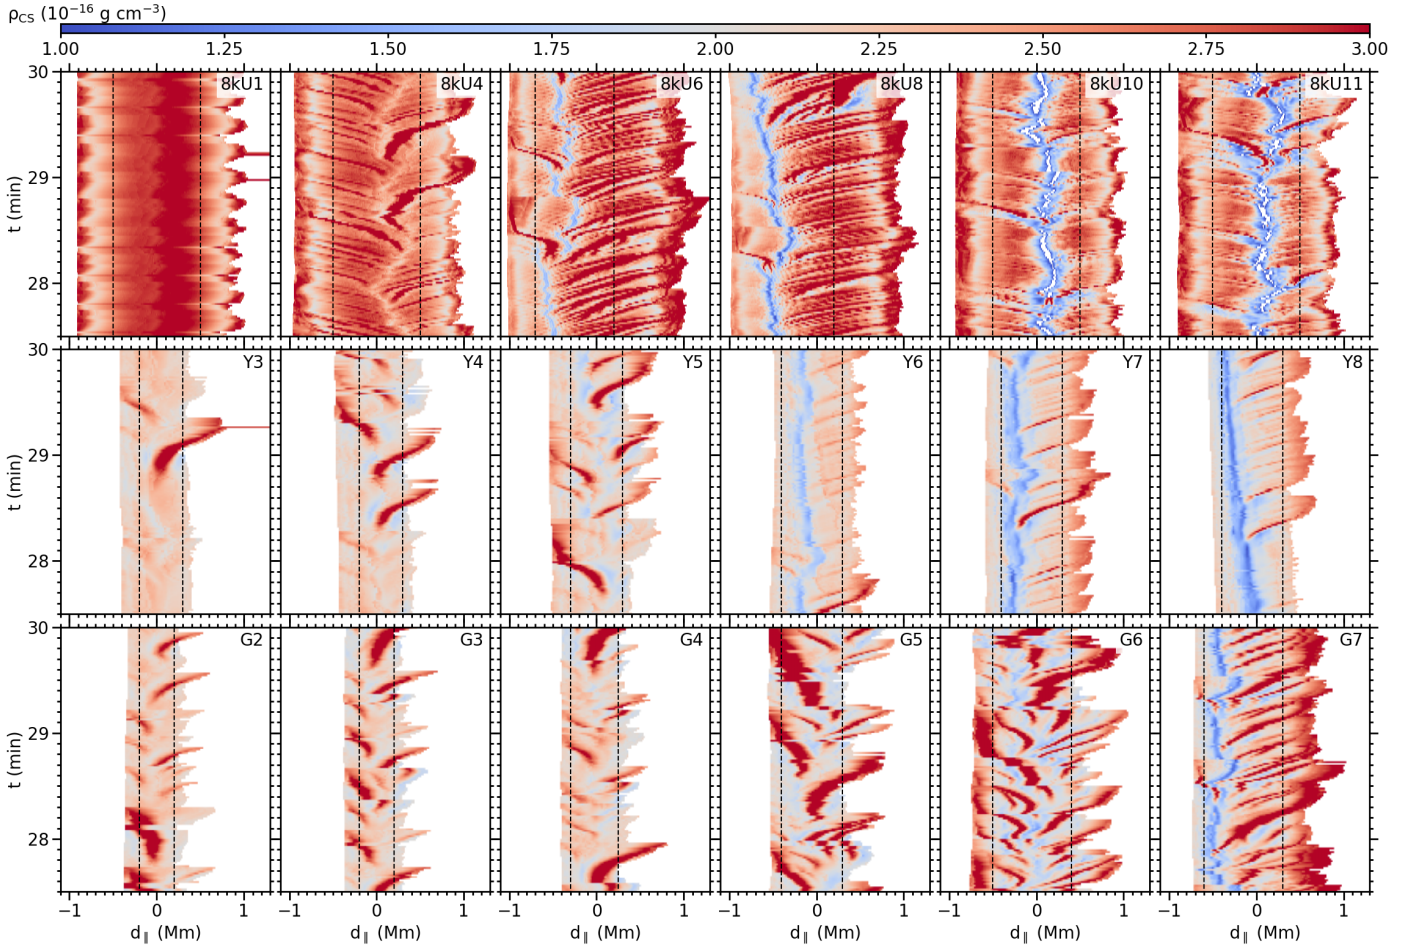 ρCS (10−16 g cm−3)
1.00 1.25 1.50 1.75 2.00 2.25 2.50 2.75 3.00
30 8kU1 8kU4 8kU6 8kU8 8kU10 8kU11
29
t (min)
28
30 Y3 Y4 Y5 Y6 Y7 Y8
29
t (min)
28
30 G2 G3 G4 G5 G6 G7
29
t (min)
28
−1 0 1 −1 0 1 −1 0 1 −1 0 1 −1 0 1 −1 0 1
d∥ (Mm) d∥ (Mm) d∥ (Mm) d∥ (Mm) d∥ (Mm) d∥ (Mm)